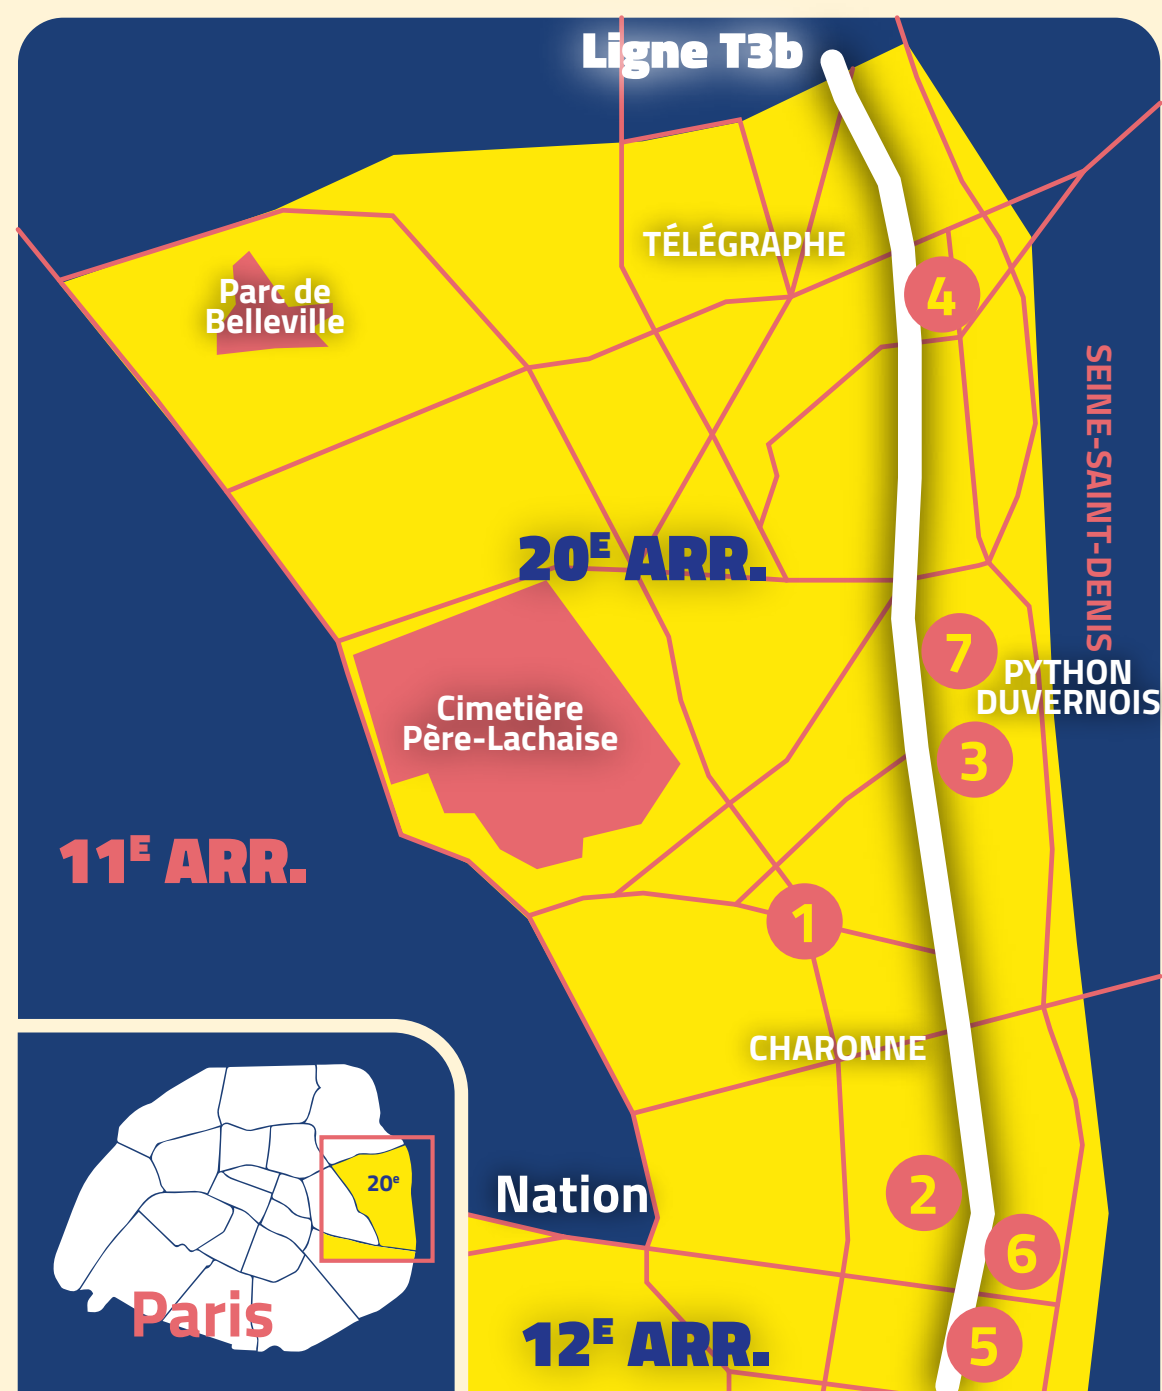 Ligne T3b
TÉLÉGRAPHE
Parc de
Belleville
4
SEINE-SAINT-DENIS
20E ARR.
7
PYTHON
DUVERNOIS
Cimetière
Père-Lachaise
3
11E ARR.
1
CHARONNE
20e
Nation
2
6
Paris
12E ARR.
5